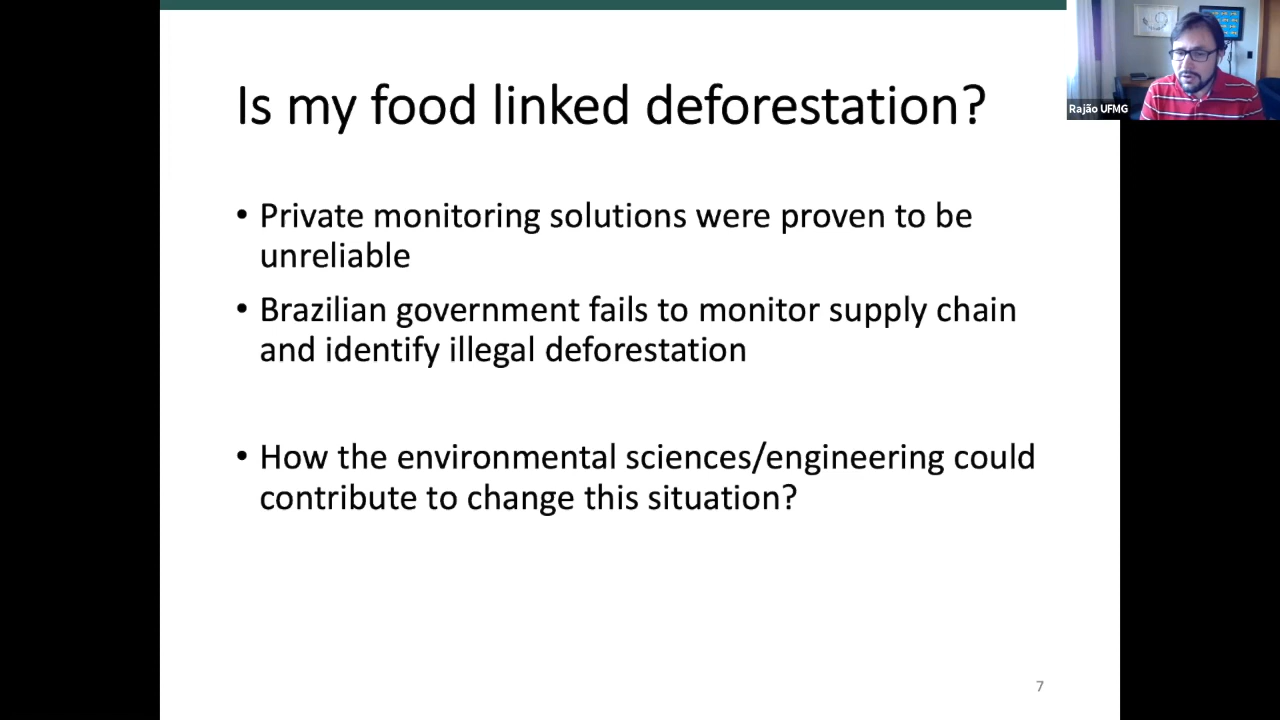 Is my food linked deforestation?
Rajão UFMG
• Private monitoring solutions were proven to be
unreliable
• Brazilian government fails to monitor supply chain
and identify illegal deforestation
• How the environmental sciences/engineering could
contribute to change this situation?
7